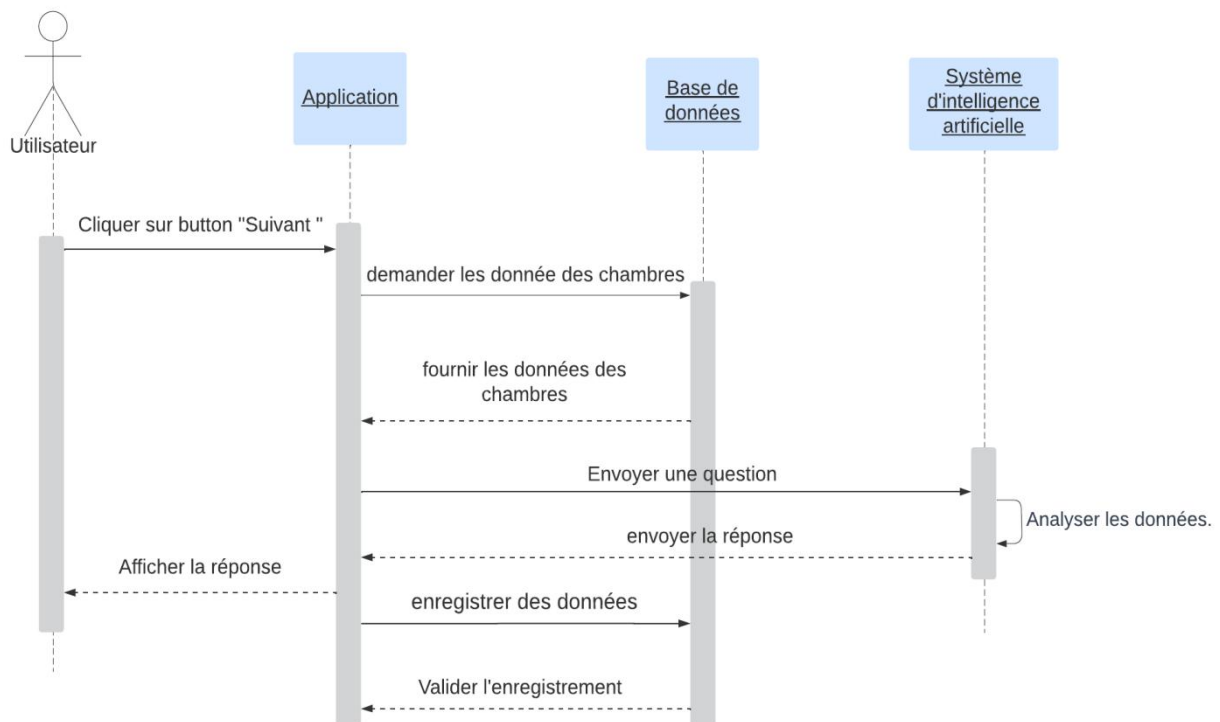 Utilisateur
Application
Base de
données
Système
d'intelligence
artificielle
Cliquer sur button "Suivant "
demander les donnée des chambres
fournir les données des
chambres
Envoyer une question
Analyser les données.
envoyer la réponse
Afficher la réponse
enregistrer des données
Valider l'enregistrement